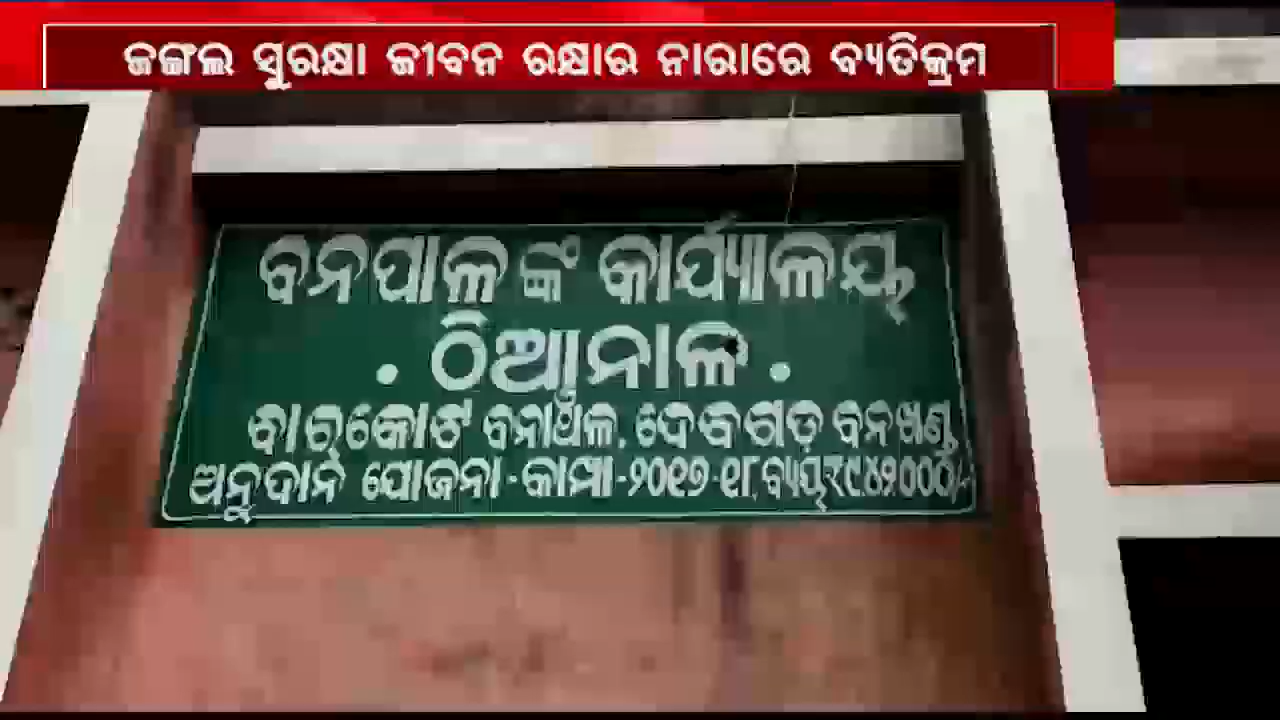 ଜଙ୍ଗଲ ସୁରକ୍ଷା ଜୀବନ ରକ୍ଷାର ନାରାରେ ବ୍ୟତିକ୍ରମ
ବନପାଳଙ୍କ କାର୍ଯ୍ୟାଳୟ
• ଠିଆନାଳ •
ବାରକୋଟ ବନାଞ୍ଚଳ, ଦେବଗଡ଼ ବନଖଣ୍ଡ
ଅନୁଦାନ ଯୋଜନା-କାମ୍ପା-୨୦୧୭-୧୮,ବ୍ୟୟ